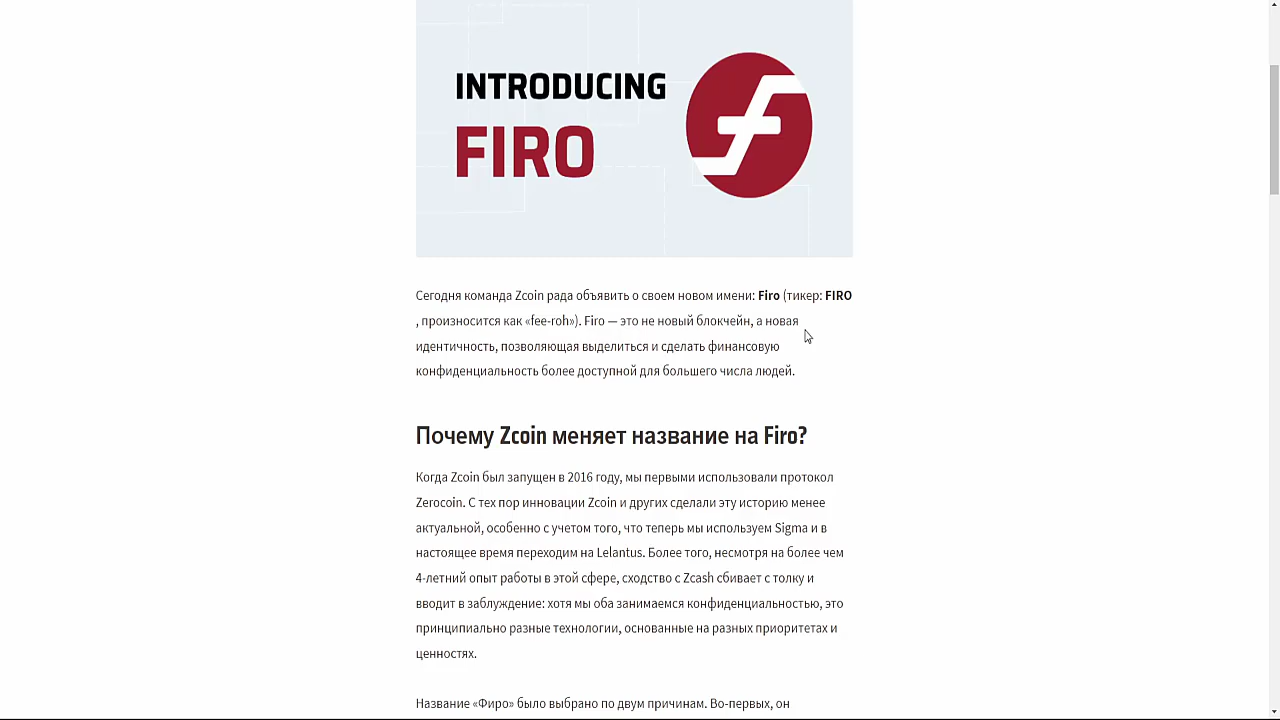 INTRODUCING
FIRO
Сегодня команда Zcoin рада объявить о своем новом имени: Firo (тикер: FIRO
, произносится как «fee-roh»). Firo — это не новый блокчейн, а новая
идентичность, позволяющая выделиться и сделать финансовую
конфиденциальность более доступной для большего числа людей.
Почему Zcoin меняет название на Firo?
Когда Zcoin был запущен в 2016 году, мы первыми использовали протокол
Zerocoin. С тех пор инновации Zcoin и других сделали эту историю менее
актуальной, особенно с учетом того, что теперь мы используем Sigma и в
настоящее время переходим на Lelantus. Более того, несмотря на более чем
4-летний опыт работы в этой сфере, сходство с Zcash сбивает с толку и
вводит в заблуждение: хотя мы оба занимаемся конфиденциальностью, это
принципиально разные технологии, основанные на разных приоритетах и
ценностях.
Название «Фиро» было выбрано по двум причинам. Во-первых, он